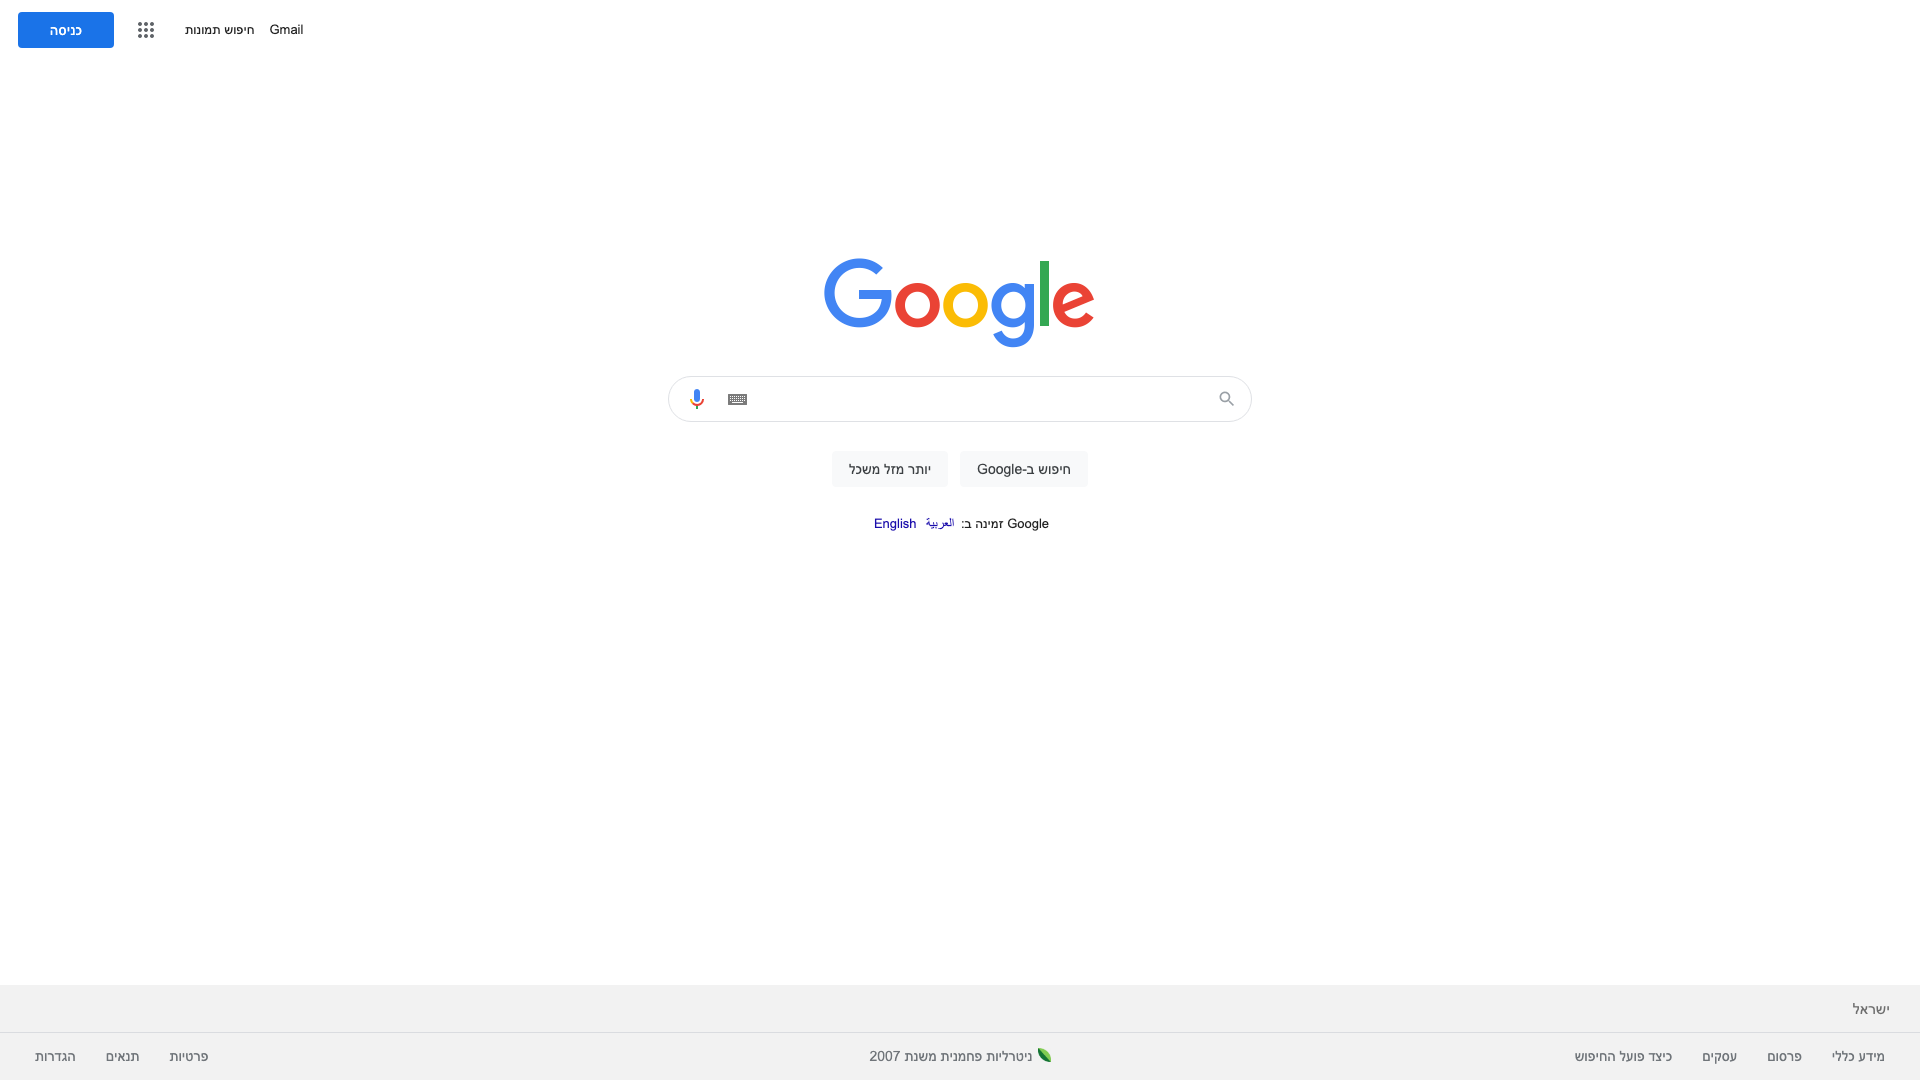 Gmail חיפוש תמונות כניסה
Google
חיפוש ב-Google יותר מזל משכל
Google זמינה ב: العربية English
ישראל
מידע כללי פרסום עסקים כיצד פועל החיפוש ניטרליות פחמנית משנת 2007 פרטיות תנאים הגדרות